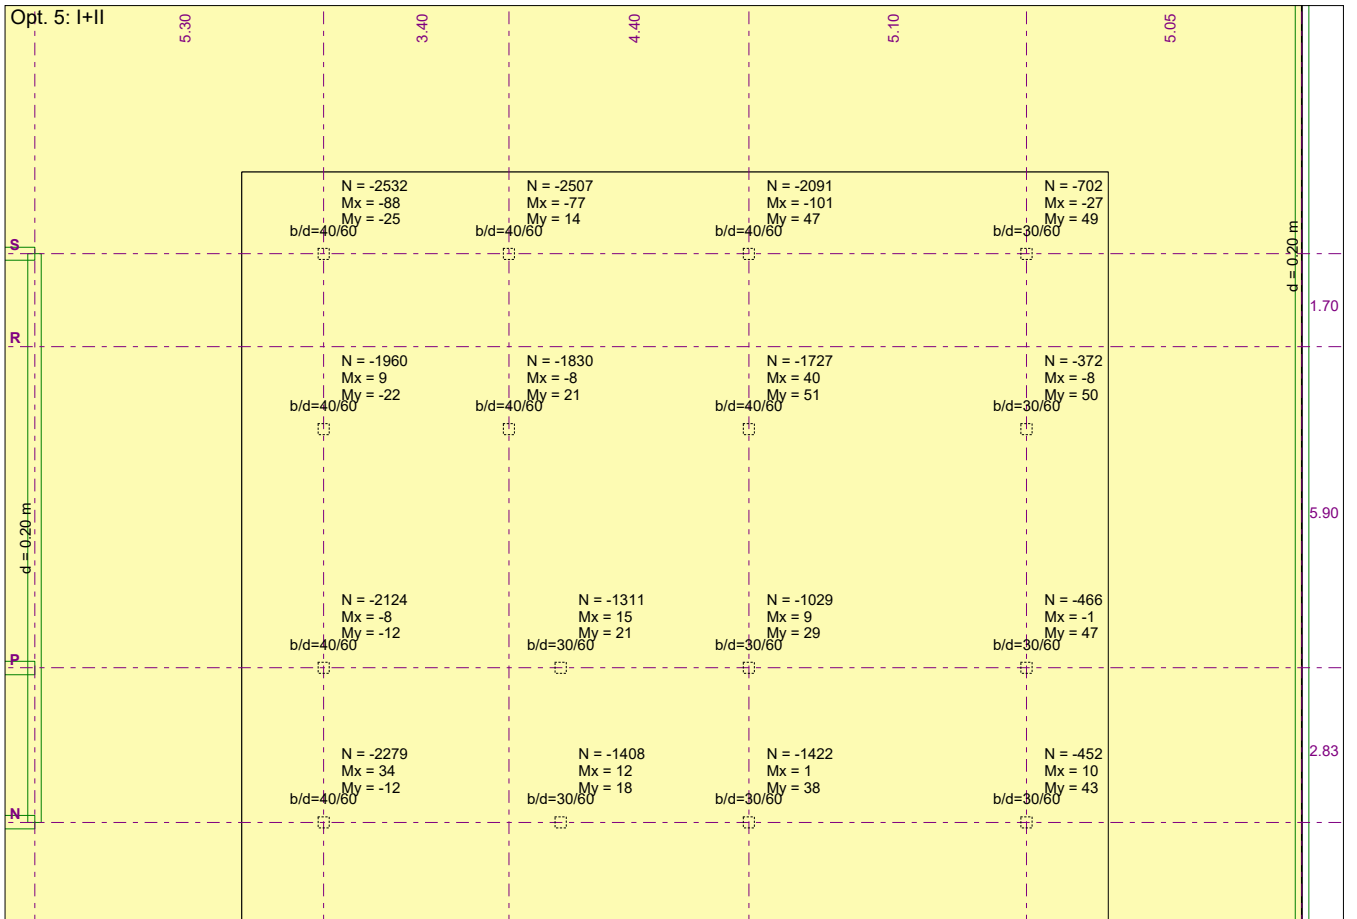 Opt. 5: I+II
5.30
3.40
4.40
5.10
5.05
N = -2532
Mx = -88
My = -25
b/d=40/60
N = -2507
Mx = -77
My = 14
b/d=40/60
N = -2091
Mx = -101
My = 47
b/d=40/60
N = -702
Mx = -27
My = 49
b/d=30/60
S
d = 0.20 m
1.70
R
N = -1960
Mx = 9
My = -22
b/d=40/60
N = -1830
Mx = -8
My = 21
b/d=40/60
N = -1727
Mx = 40
My = 51
b/d=40/60
N = -372
Mx = -8
My = 50
b/d=30/60
d = 0.20 m
5.90
N = -2124
Mx = -8
My = -12
b/d=40/60
N = -1311
Mx = 15
My = 21
b/d=30/60
N = -1029
Mx = 9
My = 29
b/d=30/60
N = -466
Mx = -1
My = 47
b/d=30/60
P
2.83
N = -2279
Mx = 34
My = -12
b/d=40/60
N = -1408
Mx = 12
My = 18
b/d=30/60
N = -1422
Mx = 1
My = 38
b/d=30/60
N = -452
Mx = 10
My = 43
b/d=30/60
N